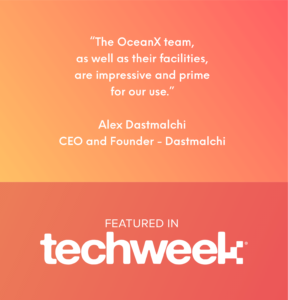 "The OceanX team,
as well as their facilities,
are impressive and prime
for our use."
Alex Dastmalchi
CEO and Founder - Dastmalchi
FEATURED IN
techweek